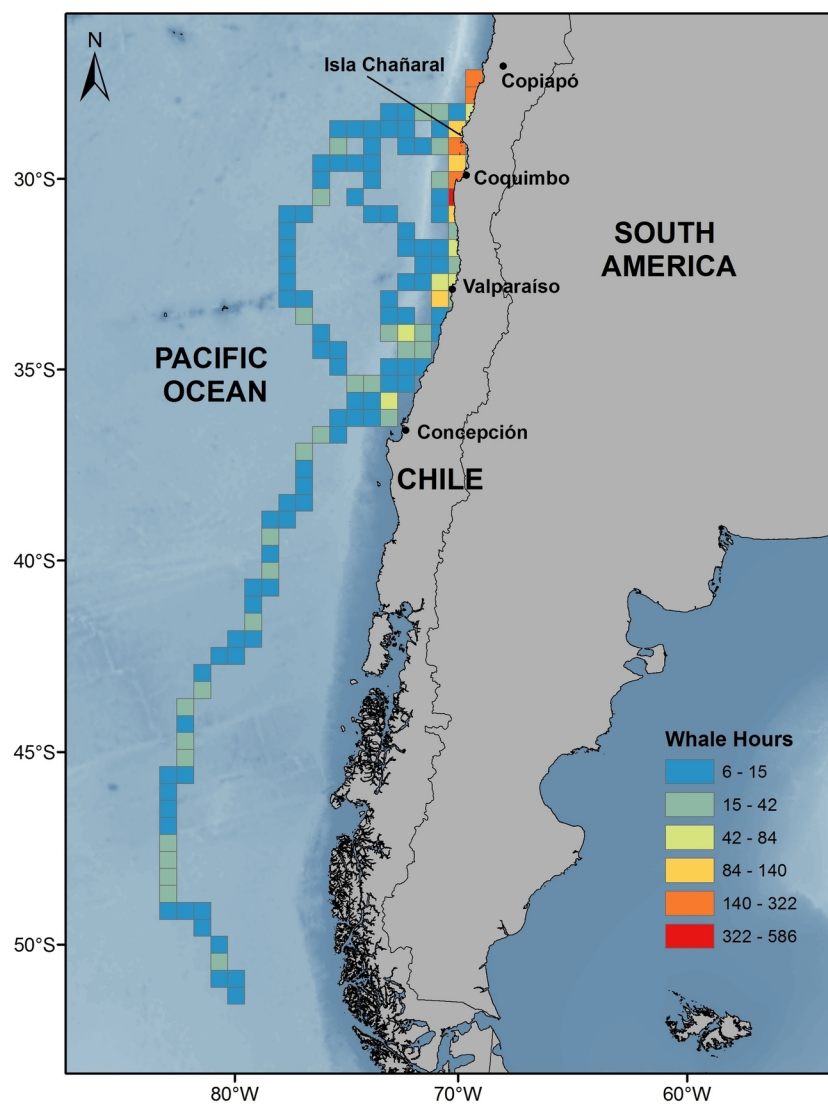 N
Isla Chañaral
Copiapó
30°S
Coquimbo
SOUTH
AMERICA
Valparaíso
PACIFIC
OCEAN
35°S
Concepción
CHILE
40°S
45°S
Whale Hours
6 - 15
15 - 42
42 - 84
84 - 140
140 - 322
322 - 586
50°S
80°W
70°W
60°W